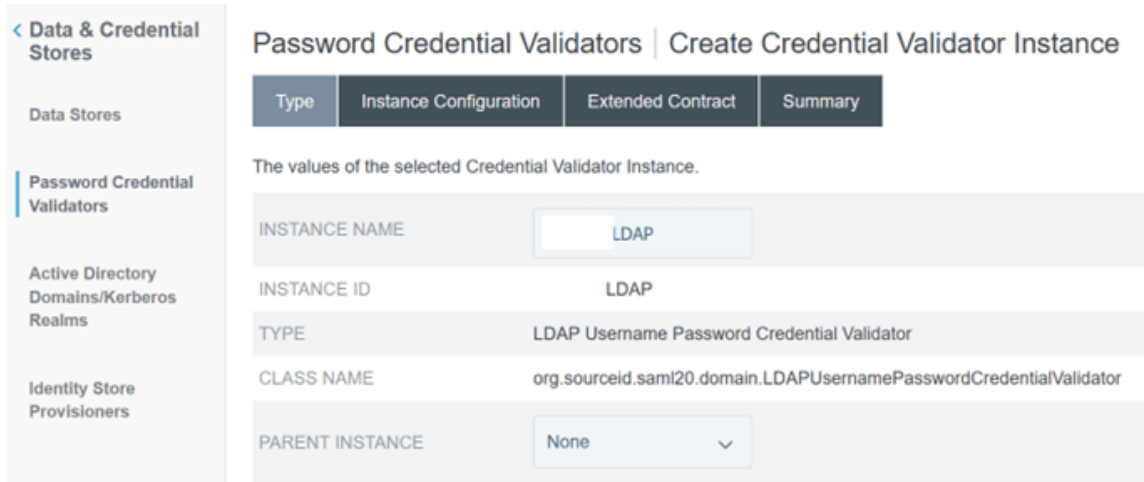 < Data & Credential
Stores
Data Stores
Password Credential
Validators
Active Directory
Domains/Kerberos
Realms
Identity Store
Provisioners
Password Credential Validators | Create Credential Validator Instance
Type Instance Configuration Extended Contract Summary
The values of the selected Credential Validator Instance.
INSTANCE NAME LDAP
INSTANCE ID LDAP
TYPE LDAP Username Password Credential Validator
CLASS NAME org.sourceid.saml20.domain.LDAPUsernamePasswordCredentialValidator
PARENT INSTANCE None